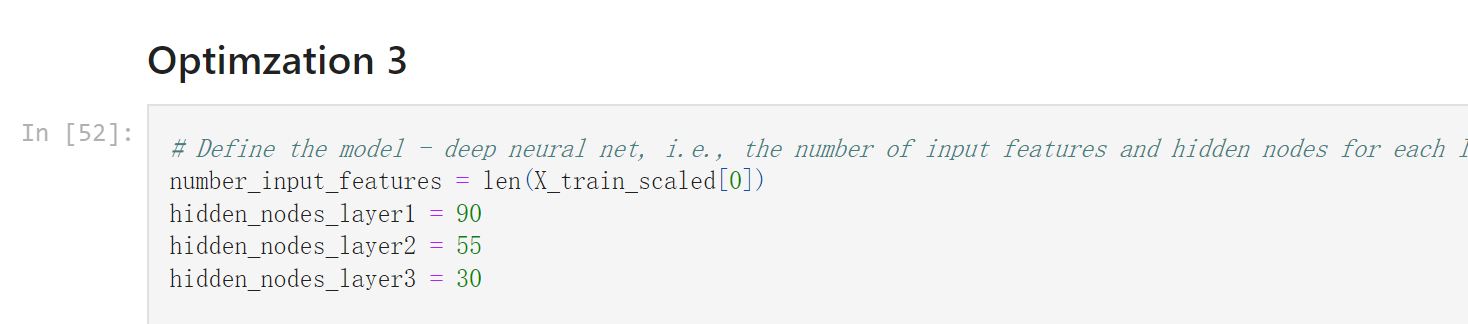 Optimzation 3
In [52]:
# Define the model - deep neural net, i.e., the number of input features and hidden nodes for each
number_input_features = len(X_train_scaled[0])
hidden_nodes_layer1 = 90
hidden_nodes_layer2 = 55
hidden_nodes_layer3 = 30